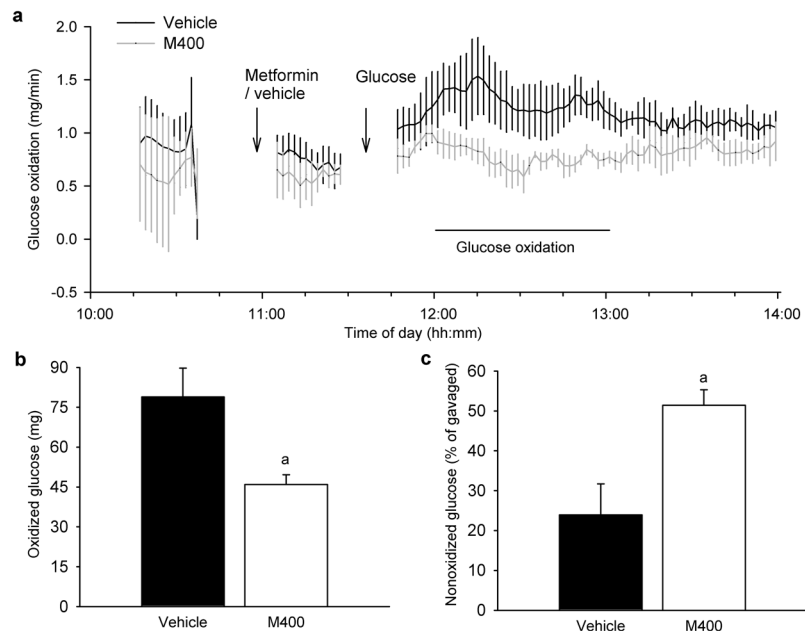 a
Vehicle
M400
Glucose oxidation (mg/min)
2.0
1.5
1.0
0.5
0.0
-0.5
Metformin
/ vehicle
Glucose
Glucose oxidation
10:00
11:00
12:00
13:00
14:00
Time of day (hh:mm)
b
Oxidized glucose (mg)
90
75
60
45
30
15
0
a
Vehicle
M400
c
Nonoxidized glucose (% of gavaged)
60
50
40
30
20
10
0
a
Vehicle
M400